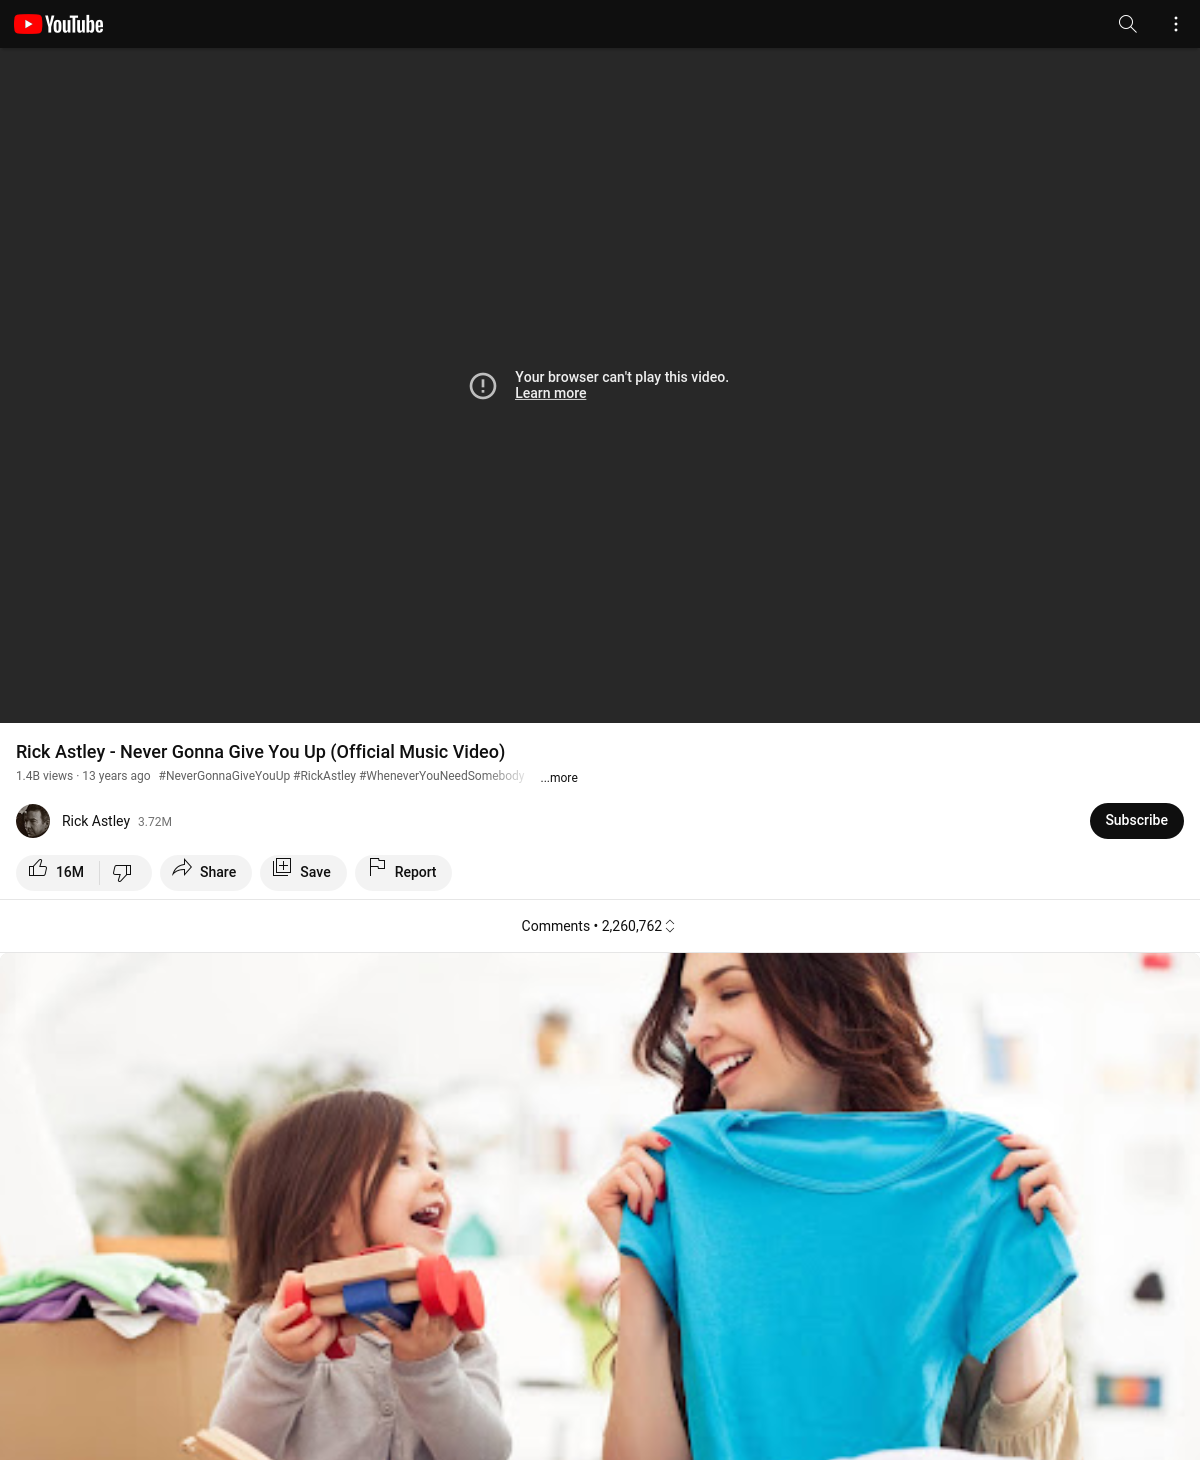 YouTube
Your browser can't play this video.
Learn more
Rick Astley - Never Gonna Give You Up (Official Music Video)
1.4B views · 13 years ago #NeverGonnaGiveYouUp #RickAstley #WheneverYouNeedSomebody ...more
Rick Astley 3.72M
Subscribe
16M Share Save Report
Comments • 2,260,762